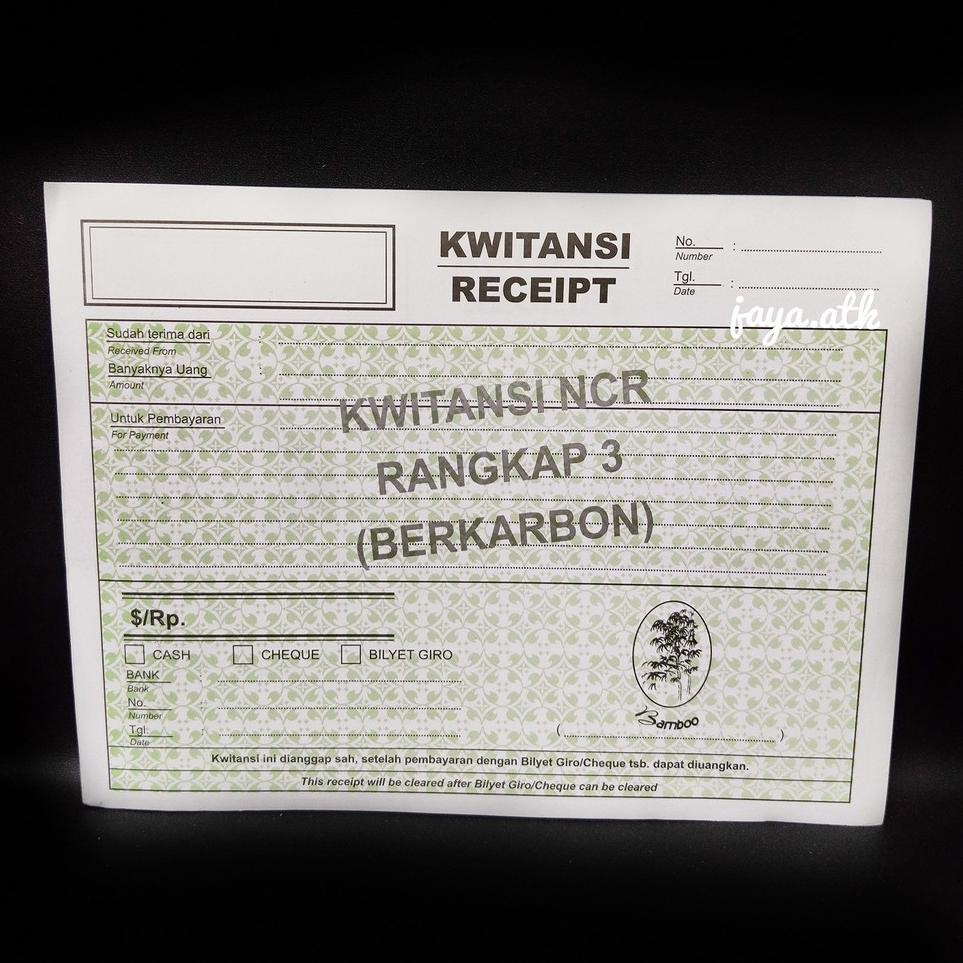 KWITANSI
RECEIPT
No. :
Number
Tgl. :
Date
jaya.atk
Sudah terima dari :
Received From
Banyaknya Uang :
Amount
Untuk Pembayaran :
For Payment
KWITANSI NCR
RANGKAP 3
(BERKARBON)
$/Rp.
CASH CHEQUE BILYET GIRO
BANK :
Bank
No. :
Number
Tgl. :
Date
Bamboo
( )
Kwitansi ini dianggap sah, setelah pembayaran dengan Bilyet Giro/Cheque tsb. dapat diuangkan.
This receipt will be cleared after Bilyet Giro/Cheque can be cleared